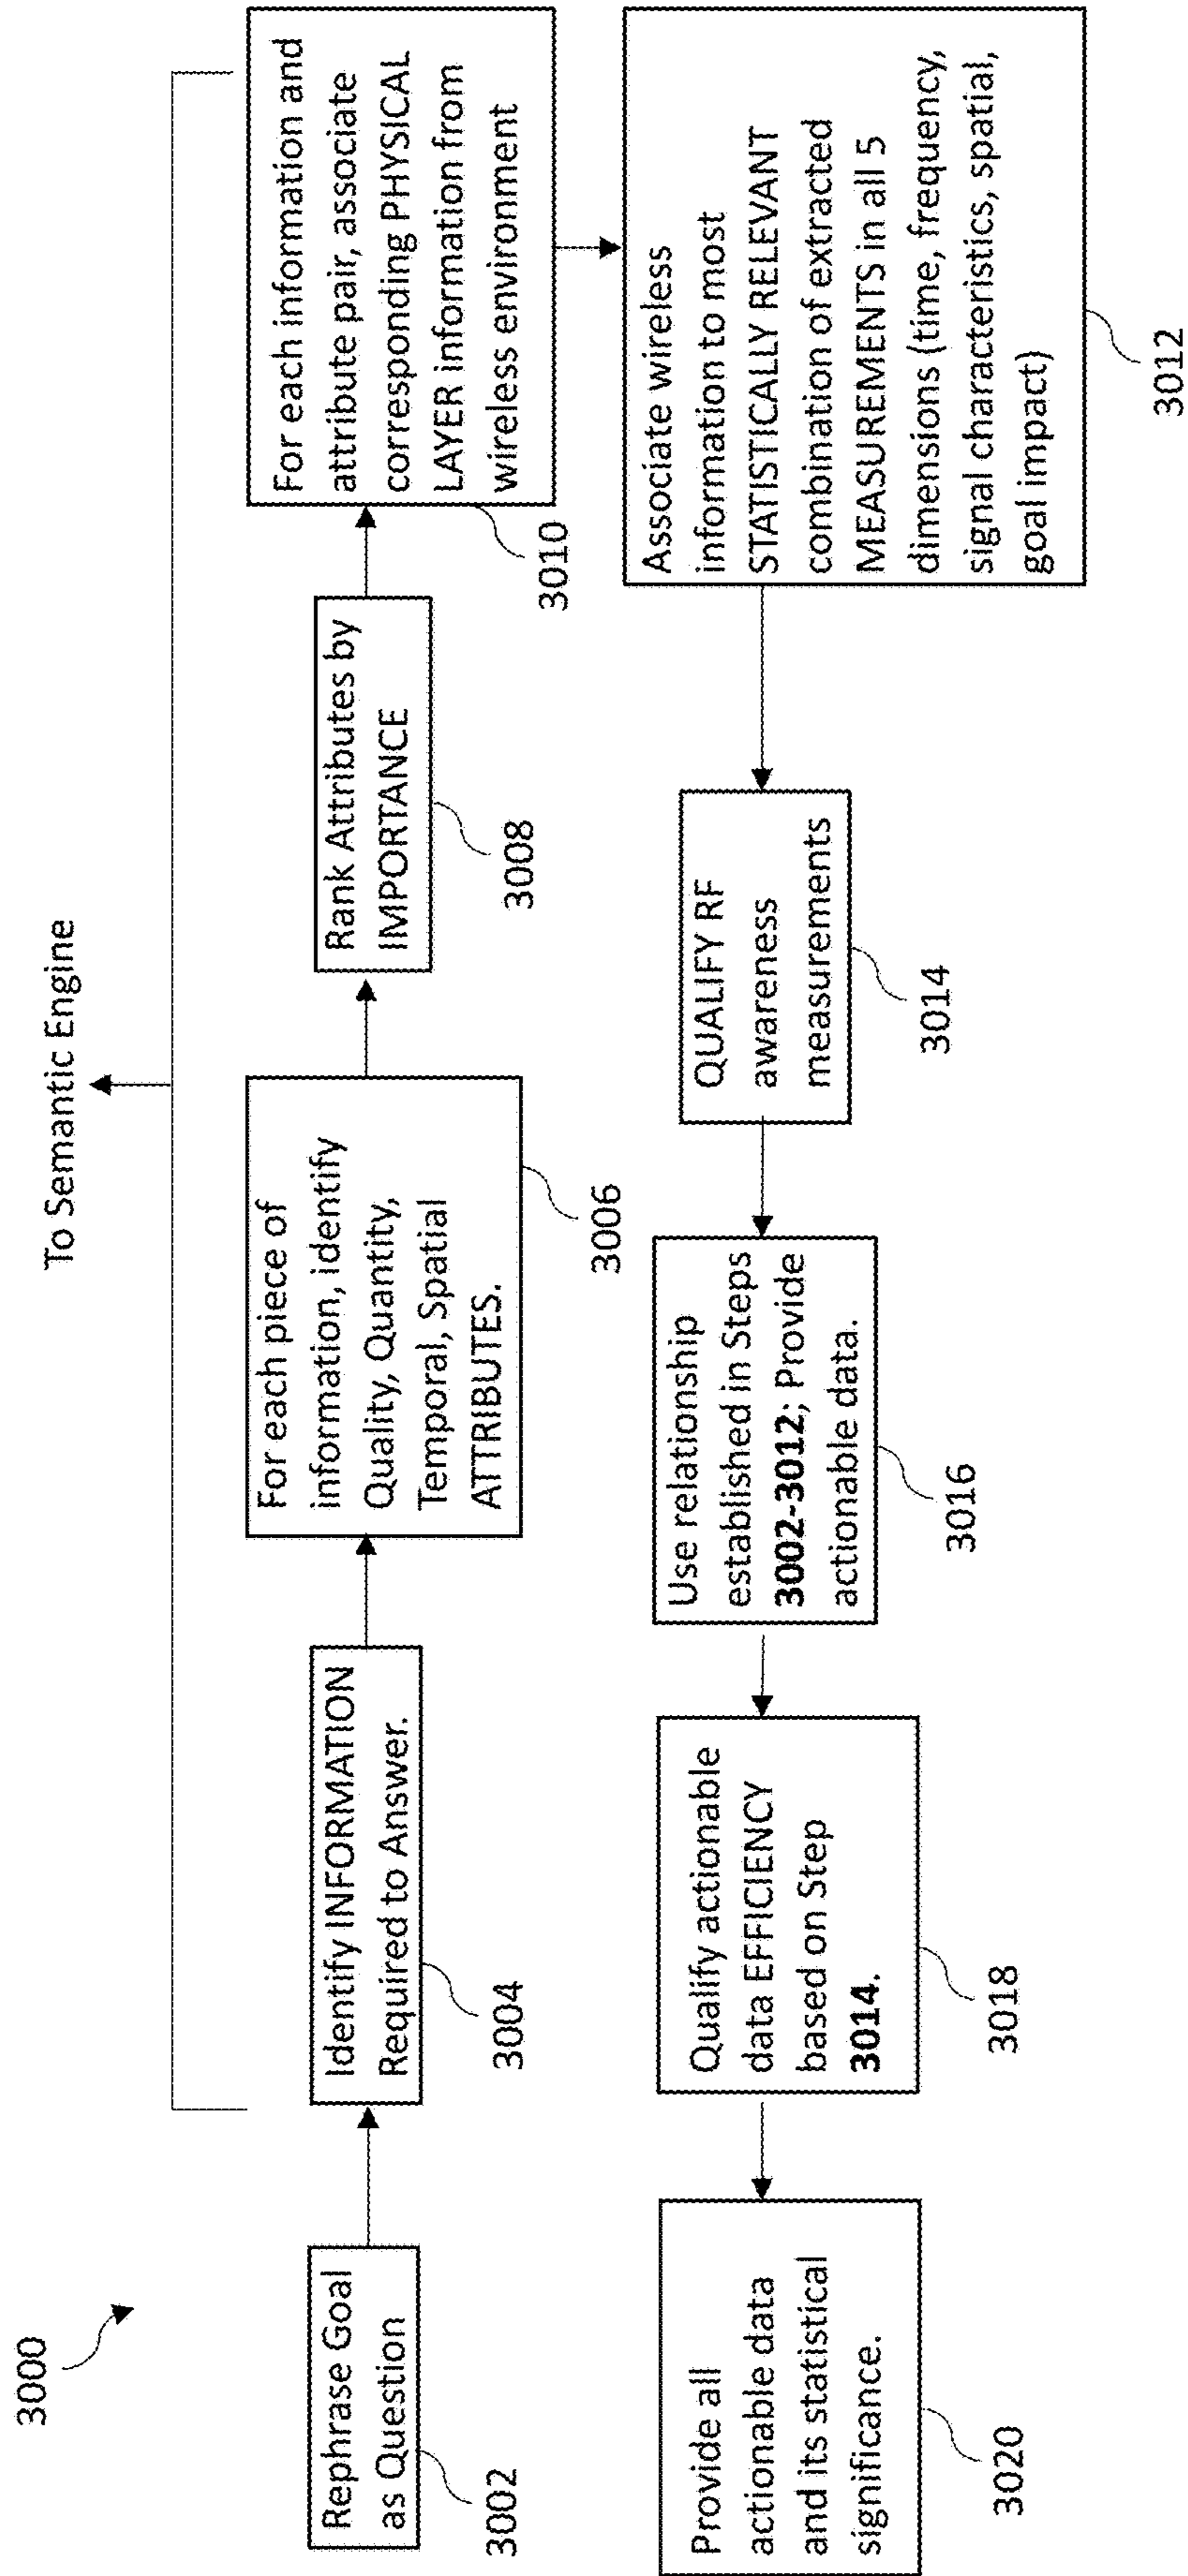 3000
To Semantic Engine
Rephrase Goal
as Question
3002
Identify INFORMATION
Required to Answer.
3004
For each piece of
information, identify
Quality, Quantity,
Temporal, Spatial
ATTRIBUTES.
3006
Rank Attributes by
IMPORTANCE
3008
For each information and
attribute pair, associate
corresponding PHYSICAL
LAYER information from
wireless environment
3010
Associate wireless
information to most
STATISTICALLY RELEVANT
combination of extracted
MEASUREMENTS in all 5
dimensions (time, frequency,
signal characteristics, spatial,
goal impact)
3012
QUALIFY RF
awareness
measurements
3014
Use relationship
established in Steps
3002-3012; Provide
actionable data.
3016
Qualify actionable
data EFFICIENCY
based on Step
3014.
3018
Provide all
actionable data
and its statistical
significance.
3020